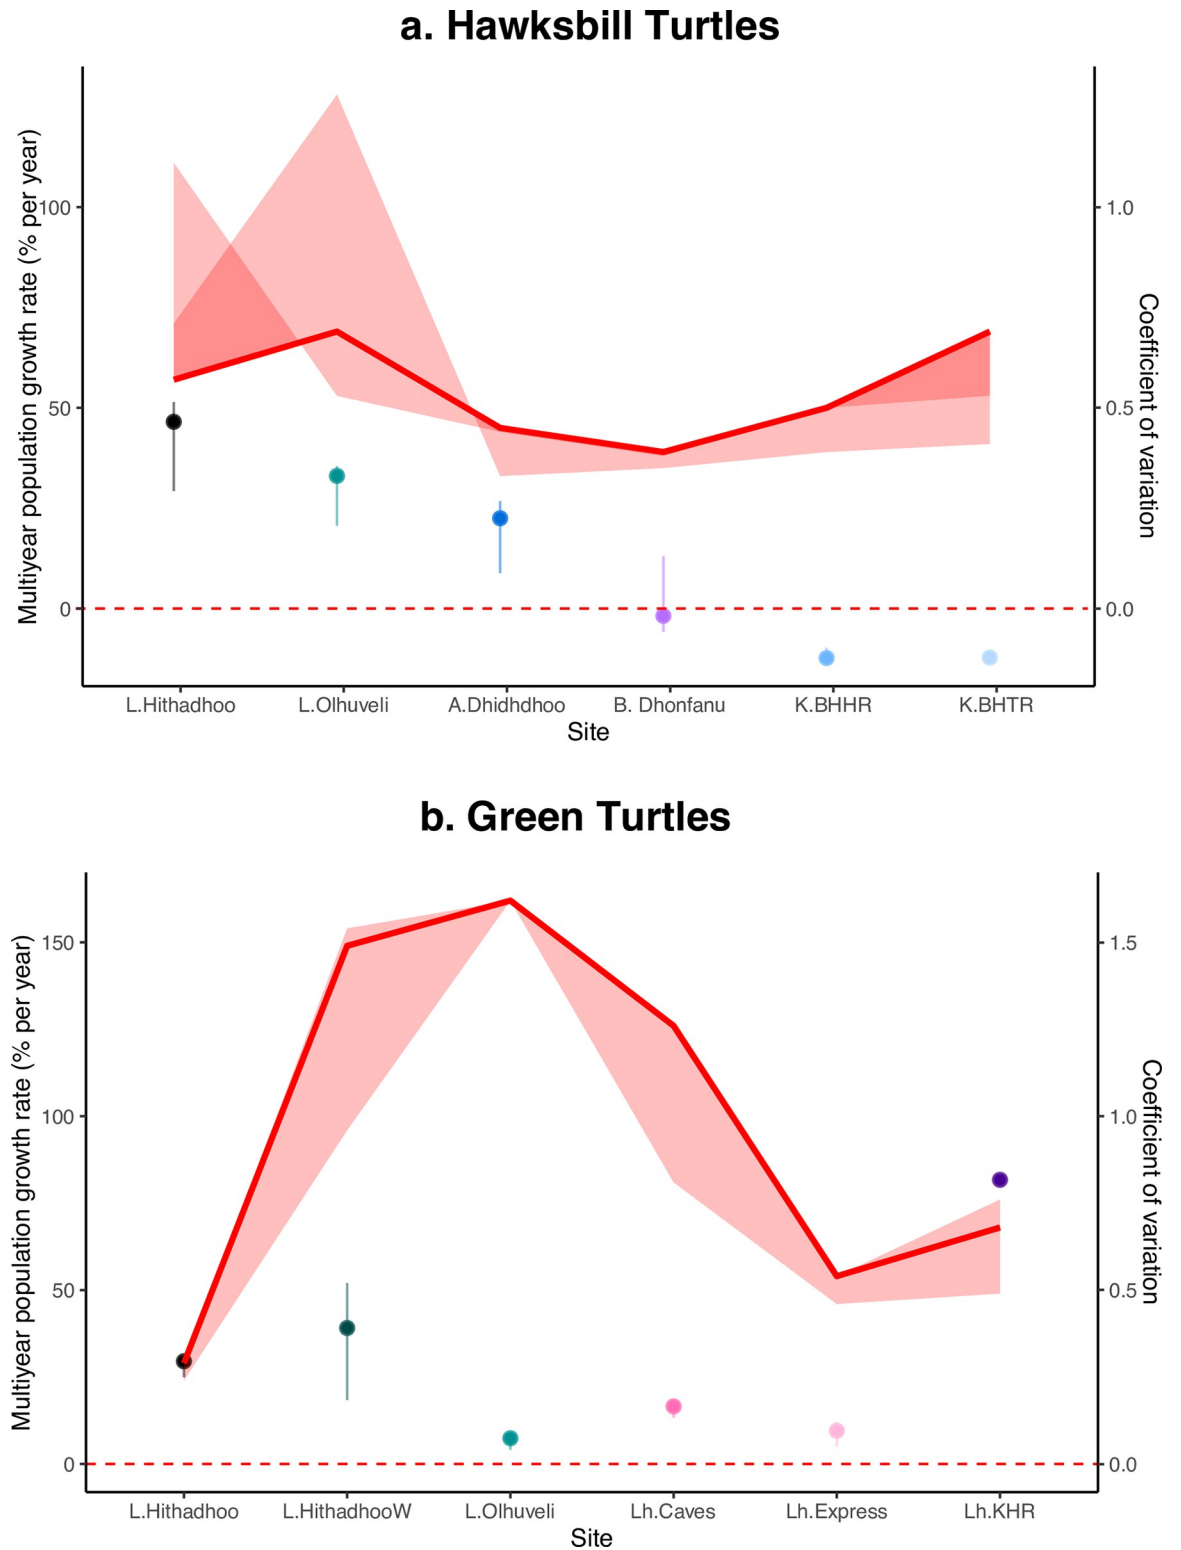 a. Hawksbill Turtles
Multiyear population growth rate (% per year)
100
50
0
1.0
0.5
0.0
Coefficient of variation
L.Hithadhoo L.Olhuveli A.Dhidhdhoo B. Dhonfanu K.BHHR K.BHTR
Site
b. Green Turtles
Multiyear population growth rate (% per year)
150
100
50
0
1.5
1.0
0.5
0.0
Coefficient of variation
L.Hithadhoo L.HithadhooW L.Olhuveli Lh.Caves Lh.Express Lh.KHR
Site